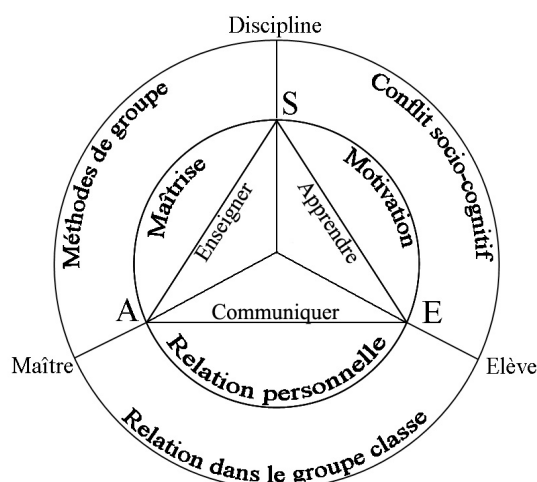 Discipline
S
Méthodes de groupe
Conflit socio-cognitif
Maîtrise
Motivation
Enseigner
Apprendre
A
Communiquer
E
Maître
Elève
Relation personnelle
Relation dans le groupe classe